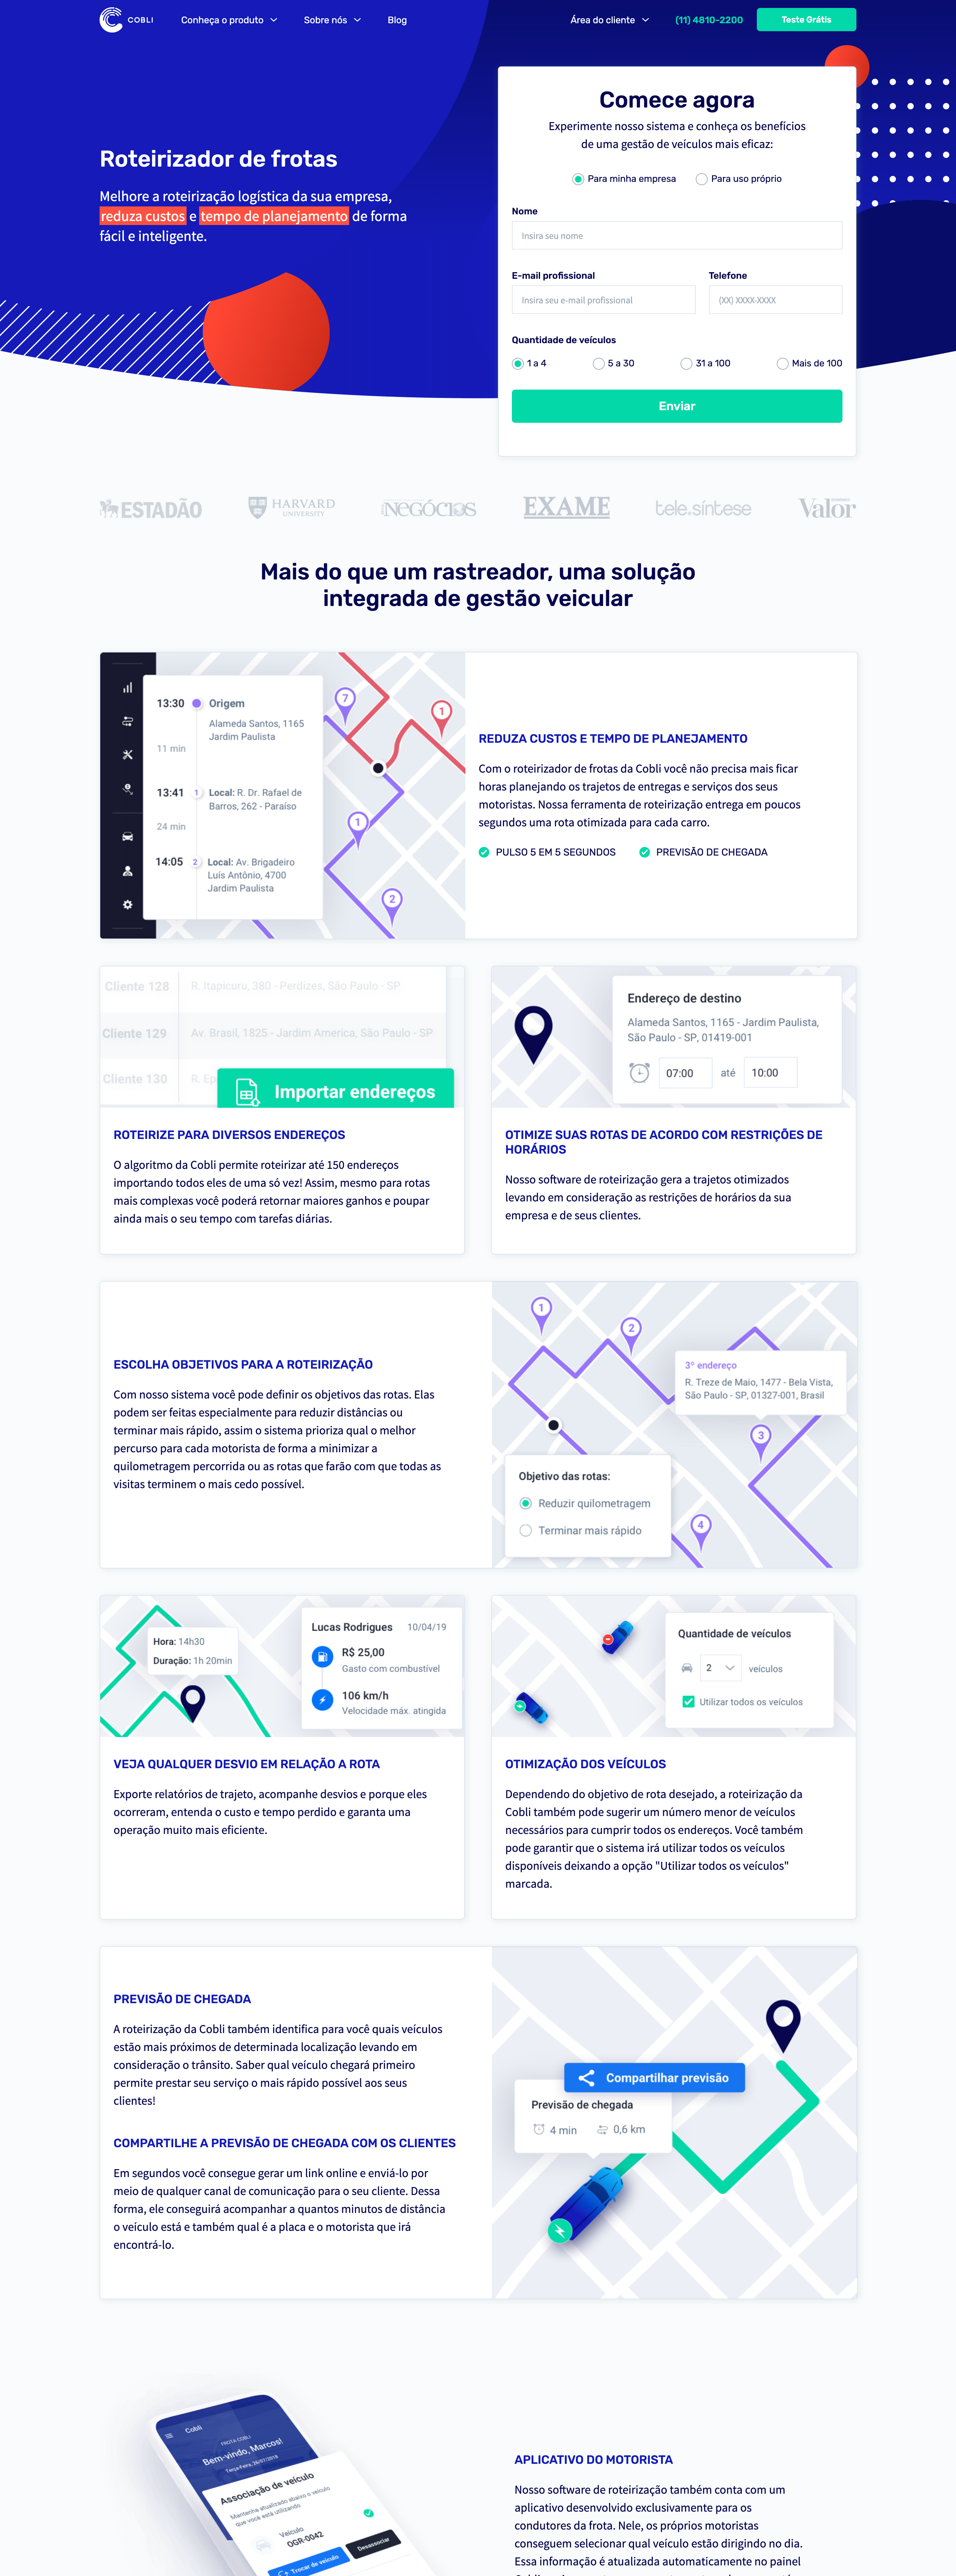 COBLI
Conheça o produto
Sobre nós
Blog
Área do cliente
(11) 4810-2200
Teste Grátis
Roteirizador de frotas
Melhore a roteirização logística da sua empresa,
reduza custos e tempo de planejamento de forma
fácil e inteligente.
Comece agora
Experimente nosso sistema e conheça os benefícios
de uma gestão de veículos mais eficaz:
Para minha empresa
Para uso próprio
Nome
Insira seu nome
E-mail profissional
Telefone
Insira seu e-mail profissional
(XX) XXXX-XXXX
Quantidade de veículos
1 a 4
5 a 30
31 a 100
Mais de 100
Enviar
ESTADÃO
HARVARD
UNIVERSITY
NEGÓCIOS
EXAME
tele.síntese
Valor
Mais do que um rastreador, uma solução
integrada de gestão veicular
13:30 Origem
Alameda Santos, 1165
Jardim Paulista
11 min
13:41 1 Local: R. Dr. Rafael de
Barros, 262 - Paraíso
24 min
14:05 2 Local: Av. Brigadeiro
Luís Antônio, 4700
Jardim Paulista
7
1
1
2
REDUZA CUSTOS E TEMPO DE PLANEJAMENTO
Com o roteirizador de frotas da Cobli você não precisa mais ficar
horas planejando os trajetos de entregas e serviços dos seus
motoristas. Nossa ferramenta de roteirização entrega em poucos
segundos uma rota otimizada para cada carro.
PULSO 5 EM 5 SEGUNDOS
PREVISÃO DE CHEGADA
Cliente 128 R. Itapicuru, 380 - Perdizes, São Paulo - SP
Cliente 129 Av. Brasil, 1825 - Jardim America, São Paulo - SP
Cliente 130 R. Ep
Importar endereços
ROTEIRIZE PARA DIVERSOS ENDEREÇOS
O algoritmo da Cobli permite roteirizar até 150 endereços
importando todos eles de uma só vez! Assim, mesmo para rotas
mais complexas você poderá retornar maiores ganhos e poupar
ainda mais o seu tempo com tarefas diárias.
Endereço de destino
Alameda Santos, 1165 - Jardim Paulista,
São Paulo - SP, 01419-001
07:00 até 10:00
OTIMIZE SUAS ROTAS DE ACORDO COM RESTRIÇÕES DE
HORÁRIOS
Nosso software de roteirização gera a trajetos otimizados
levando em consideração as restrições de horários da sua
empresa e de seus clientes.
ESCOLHA OBJETIVOS PARA A ROTEIRIZAÇÃO
Com nosso sistema você pode definir os objetivos das rotas. Elas
podem ser feitas especialmente para reduzir distâncias ou
terminar mais rápido, assim o sistema prioriza qual o melhor
percurso para cada motorista de forma a minimizar a
quilometragem percorrida ou as rotas que farão com que todas as
visitas terminem o mais cedo possível.
1
2
3º endereço
R. Treze de Maio, 1477 - Bela Vista,
São Paulo - SP, 01327-001, Brasil
3
Objetivo das rotas:
Reduzir quilometragem
Terminar mais rápido
4
Hora: 14h30
Duração: 1h 20min
Lucas Rodrigues 10/04/19
R$ 25,00
Gasto com combustível
106 km/h
Velocidade máx. atingida
VEJA QUALQUER DESVIO EM RELAÇÃO A ROTA
Exporte relatórios de trajeto, acompanhe desvios e porque eles
ocorreram, entenda o custo e tempo perdido e garanta uma
operação muito mais eficiente.
Quantidade de veículos
2 veículos
Utilizar todos os veículos
OTIMIZAÇÃO DOS VEÍCULOS
Dependendo do objetivo de rota desejado, a roteirização da
Cobli também pode sugerir um número menor de veículos
necessários para cumprir todos os endereços. Você também
pode garantir que o sistema irá utilizar todos os veículos
disponíveis deixando a opção "Utilizar todos os veículos"
marcada.
PREVISÃO DE CHEGADA
A roteirização da Cobli também identifica para você quais veículos
estão mais próximos de determinada localização levando em
consideração o trânsito. Saber qual veículo chegará primeiro
permite prestar seu serviço o mais rápido possível aos seus
clientes!
COMPARTILHE A PREVISÃO DE CHEGADA COM OS CLIENTES
Em segundos você consegue gerar um link online e enviá-lo por
meio de qualquer canal de comunicação para o seu cliente. Dessa
forma, ele conseguirá acompanhar a quantos minutos de distância
o veículo está e também qual é a placa e o motorista que irá
encontrá-lo.
Compartilhar previsão
Previsão de chegada
4 min 0,6 km
Cobli
FROTA COBLI
Bem-vindo, Marcos!
Terça-Feira, 26/07/2018
Associação de veículo
Mantenha atualizado abaixo o veículo
que você está utilizando
Veículo
OGR-0042
Trocar de veículo
Desassociar
APLICATIVO DO MOTORISTA
Nosso software de roteirização também conta com um
aplicativo desenvolvido exclusivamente para os
condutores da frota. Nele, os próprios motoristas
conseguem selecionar qual veículo estão dirigindo no dia.
Essa informação é atualizada automaticamente no painel